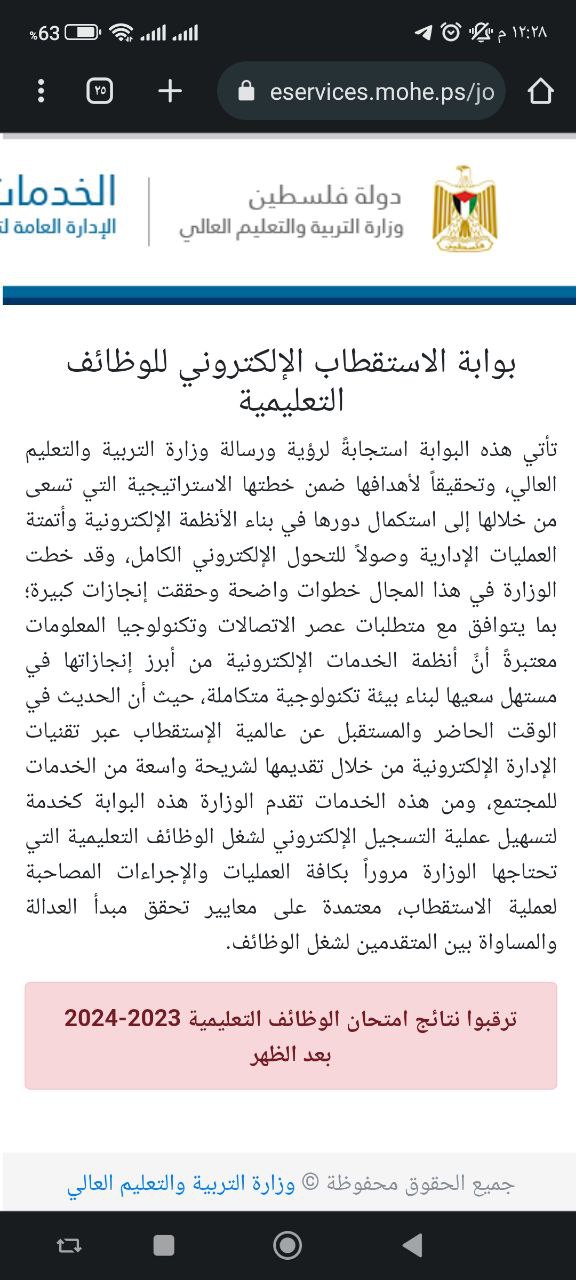 %63
١٢:٢٨ م
٢٥
eservices.mohe.ps/jo
دولة فلسطين
وزارة التربية والتعليم العالي
فلسطين
الخدمات
الإدارة العامة لت
بوابة الاستقطاب الإلكتروني للوظائف
التعليمية
تأتي هذه البوابة استجابةً لرؤية ورسالة وزارة التربية والتعليم
العالي، وتحقيقاً لأهدافها ضمن خطتها الاستراتيجية التي تسعى
من خلالها إلى استكمال دورها في بناء الأنظمة الإلكترونية وأتمتة
العمليات الإدارية وصولاً للتحول الإلكتروني الكامل، وقد خطت
الوزارة في هذا المجال خطوات واضحة وحققت إنجازات كبيرة؛
بما يتوافق مع متطلبات عصر الاتصالات وتكنولوجيا المعلومات
معتبرةً أنَّ أنظمة الخدمات الإلكترونية من أبرز إنجازاتها في
مستهل سعيها لبناء بيئة تكنولوجية متكاملة، حيث أن الحديث في
الوقت الحاضر والمستقبل عن عالمية الإستقطاب عبر تقنيات
الإدارة الإلكترونية من خلال تقديمها لشريحة واسعة من الخدمات
للمجتمع، ومن هذه الخدمات تقدم الوزارة هذه البوابة كخدمة
لتسهيل عملية التسجيل الإلكتروني لشغل الوظائف التعليمية التي
تحتاجها الوزارة مروراً بكافة العمليات والإجراءات المصاحبة
لعملية الاستقطاب، معتمدة على معايير تحقق مبدأ العدالة
والمساواة بين المتقدمين لشغل الوظائف.
ترقبوا نتائج امتحان الوظائف التعليمية 2023-2024
بعد الظهر
جميع الحقوق محفوظة © وزارة التربية والتعليم العالي